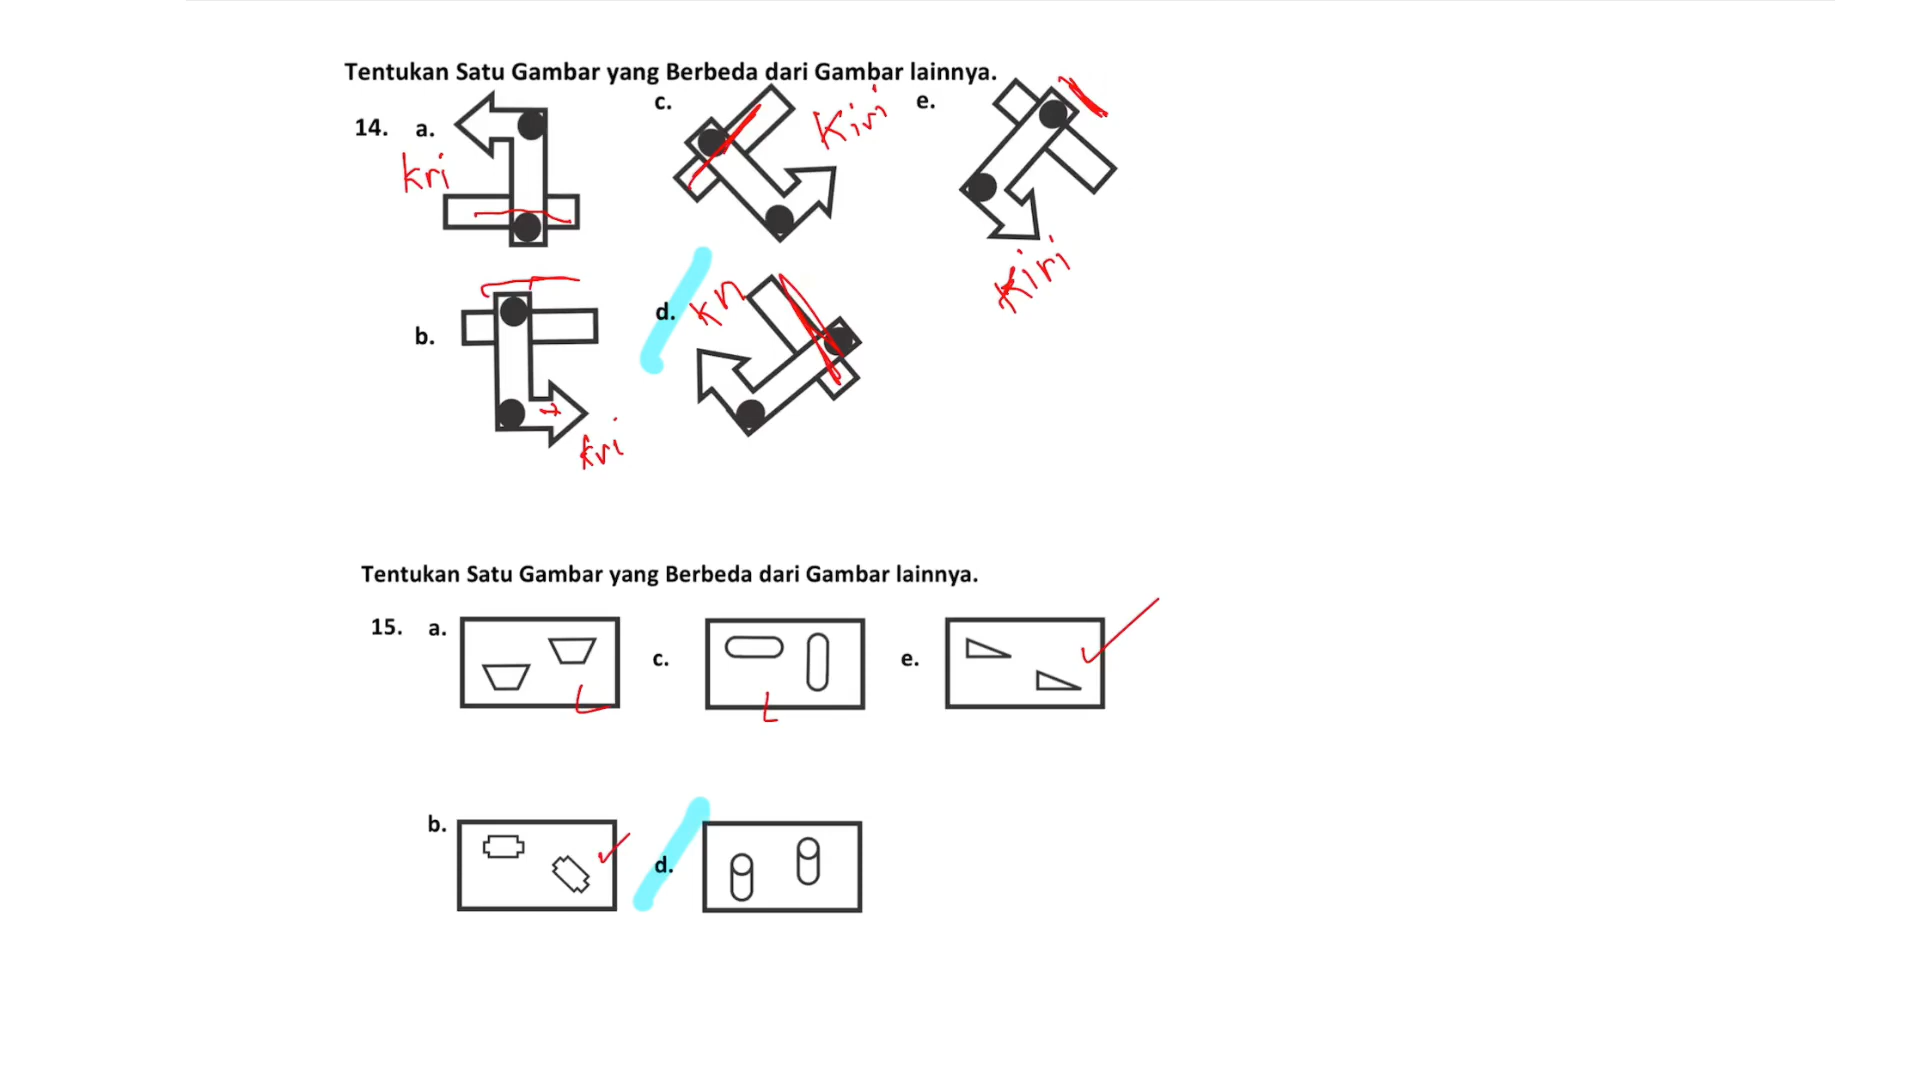 Tentukan Satu Gambar yang Berbeda dari Gambar lainnya.
14. a.
kri
c.
Kiri
e.
Kiri
b.
kri
d.
15. a.
Tentukan Satu Gambar yang Berbeda dari Gambar lainnya.
c.
e.
b.
d.